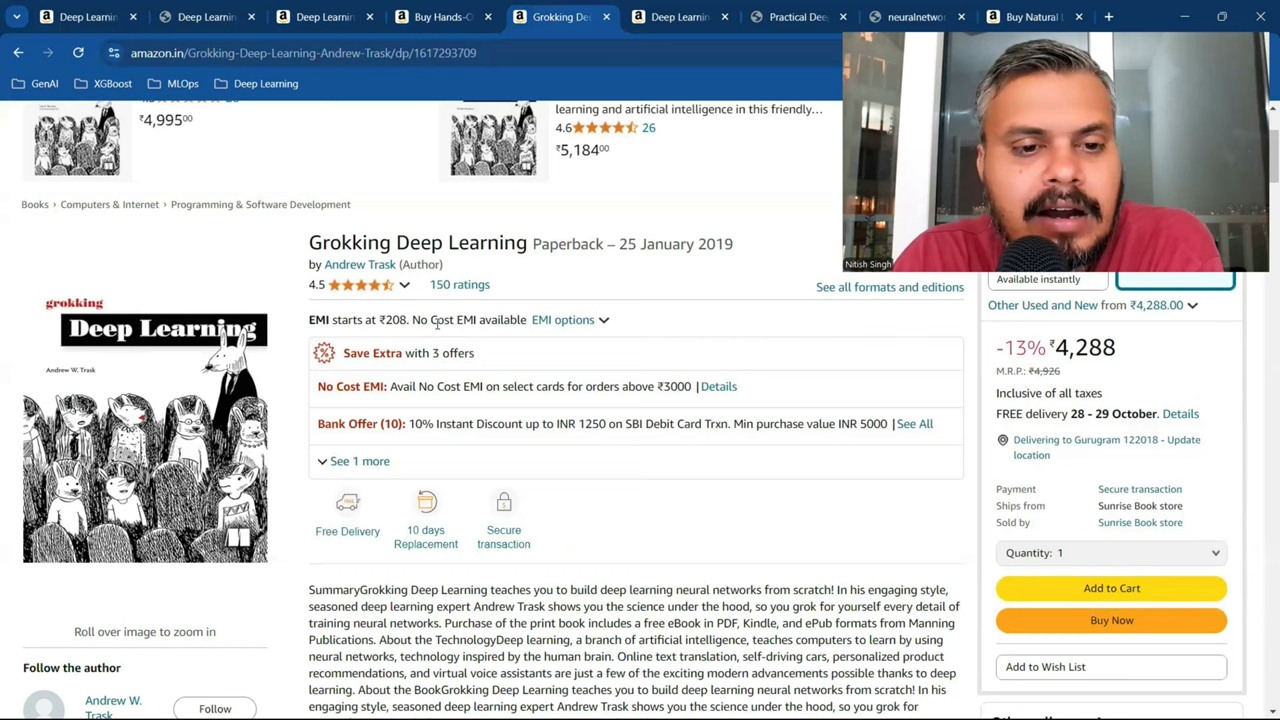 Deep Learnin
Deep Learnin
Deep Learnin
Buy Hands-O
Grokking De
Deep Learnin
Practical Dee
neuralnetwor
Buy Natural L
amazon.in/Grokking-Deep-Learning-Andrew-Trask/dp/1617293709
GenAI
XGBoost
MLOps
Deep Learning
₹4,995.00
learning and artificial intelligence in this friendly...
4.6 26
₹5,184.00
Books › Computers & Internet › Programming & Software Development
Nitish Singh
Grokking Deep Learning Paperback – 25 January 2019
by Andrew Trask (Author)
4.5 150 ratings
See all formats and editions
EMI starts at ₹208. No Cost EMI available EMI options
Save Extra with 3 offers
No Cost EMI: Avail No Cost EMI on select cards for orders above ₹3000 | Details
Bank Offer (10): 10% Instant Discount up to INR 1250 on SBI Debit Card Trxn. Min purchase value INR 5000 | See All
See 1 more
Free Delivery
10 days
Replacement
Secure
transaction
grokking
Deep Learning
Andrew W. Trask
Roll over image to zoom in
Follow the author
Andrew W.
Trask
Follow
SummaryGrokking Deep Learning teaches you to build deep learning neural networks from scratch! In his engaging style,
seasoned deep learning expert Andrew Trask shows you the science under the hood, so you grok for yourself every detail of
training neural networks. Purchase of the print book includes a free eBook in PDF, Kindle, and ePub formats from Manning
Publications. About the TechnologyDeep learning, a branch of artificial intelligence, teaches computers to learn by using
neural networks, technology inspired by the human brain. Online text translation, self-driving cars, personalized product
recommendations, and virtual voice assistants are just a few of the exciting modern advancements possible thanks to deep
learning. About the BookGrokking Deep Learning teaches you to build deep learning neural networks from scratch! In his
engaging style, seasoned deep learning expert Andrew Trask shows you the science under the hood, so you grok for
Available instantly
Other Used and New from ₹4,288.00
-13% ₹4,288
M.R.P.: ₹4,926
Inclusive of all taxes
FREE delivery 28 - 29 October. Details
Delivering to Gurugram 122018 - Update
location
Payment Secure transaction
Ships from Sunrise Book store
Sold by Sunrise Book store
Quantity: 1
Add to Cart
Buy Now
Add to Wish List